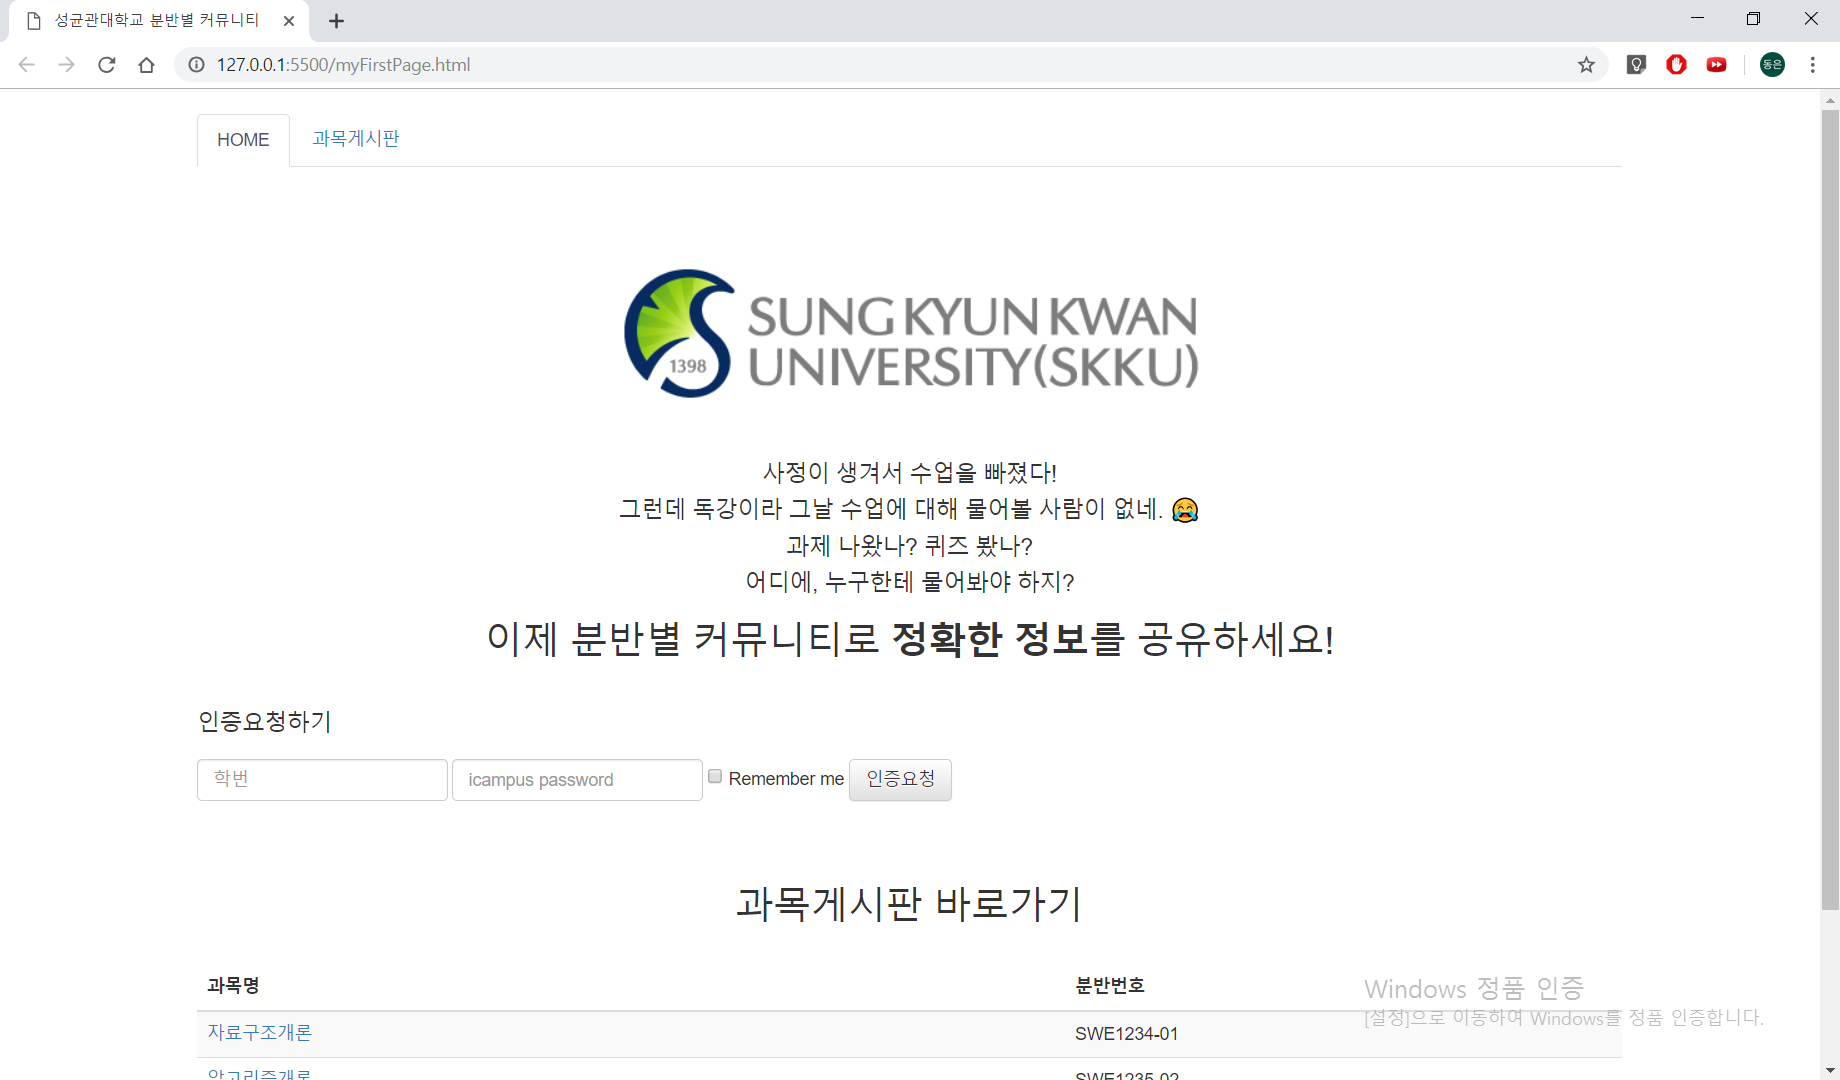 성균관대학교 분반별 커뮤니티
127.0.0.1:5500/myFirstPage.html
동은
HOME
과목게시판
1398
SUNG KYUN KWAN
UNIVERSITY(SKKU)
사정이 생겨서 수업을 빠졌다!
그런데 독강이라 그날 수업에 대해 물어볼 사람이 없네. 😂
과제 나왔나? 퀴즈 봤나?
어디에, 누구한테 물어봐야 하지?
이제 분반별 커뮤니티로 정확한 정보를 공유하세요!
인증요청하기
학번
icampus password
Remember me
인증요청
과목게시판 바로가기
과목명 분반번호
자료구조개론 SWE1234-01
알고리즘개론 SWE1235-02
Windows 정품 인증
[설정]으로 이동하여 Windows를 정품 인증합니다.